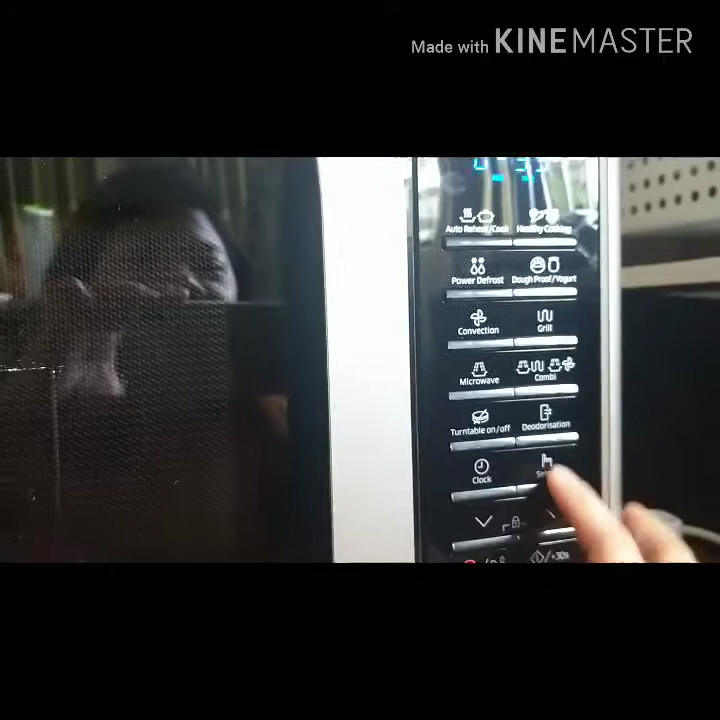 Made with KINEMASTER
Auto Reheat/Cook Healthy Cooking
Power Defrost Dough Proof/Yogurt
Convection Grill
Microwave Combi
Turntable on/off Deodorisation
Clock
/+30s